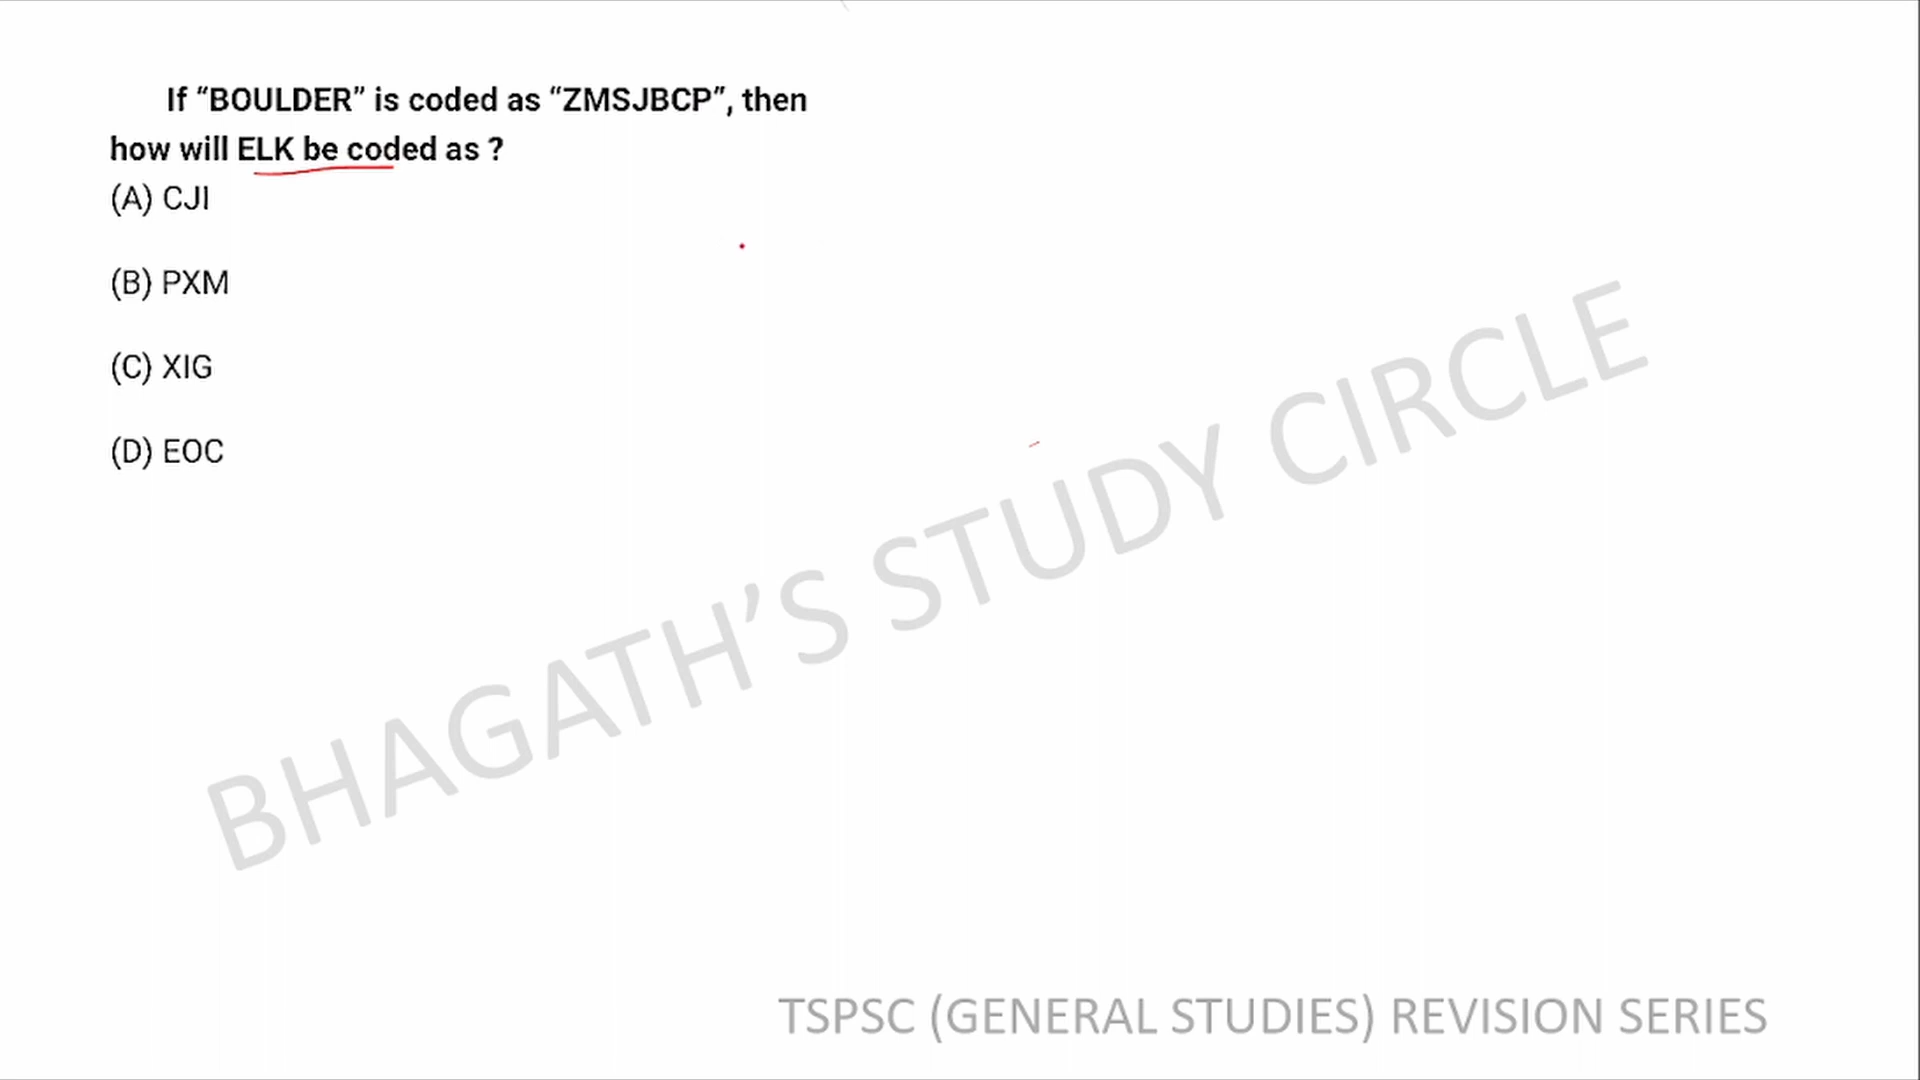 If “BOULDER” is coded as “ZMSJBCP”, then
how will ELK be coded as ?
(A) CJI
(B) PXM
(C) XIG
(D) EOC
BHAGATH’S STUDY CIRCLE
TSPSC (GENERAL STUDIES) REVISION SERIES